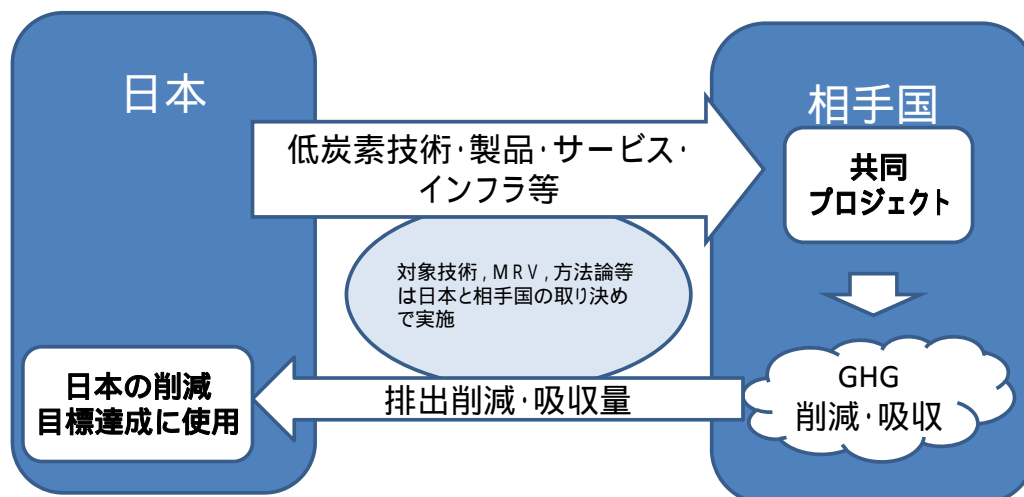 日本
相手国
低炭素技術･製品･サービス･
インフラ等
共同
プロジェクト
対象技術,MRV,方法論等
は日本と相手国の取り決め
で実施
日本の削減
目標達成に使用
排出削減･吸収量
GHG
削減･吸収